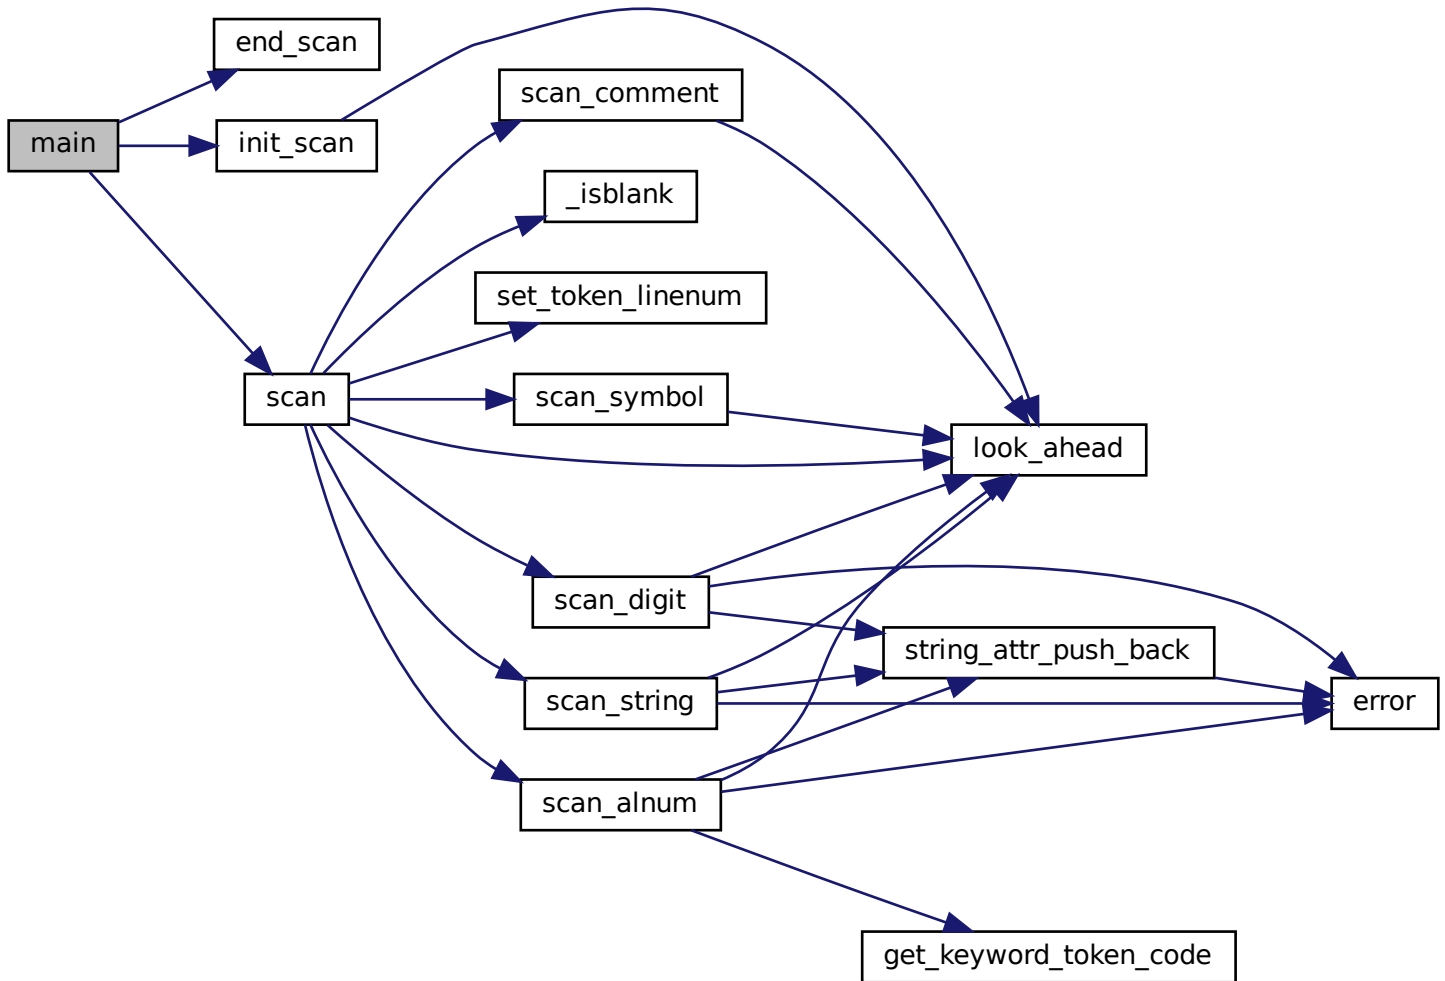 end_scan
scan_comment
main
init_scan
_isblank
set_token_linenum
scan
scan_symbol
look_ahead
scan_digit
string_attr_push_back
scan_string
error
scan_alnum
get_keyword_token_code